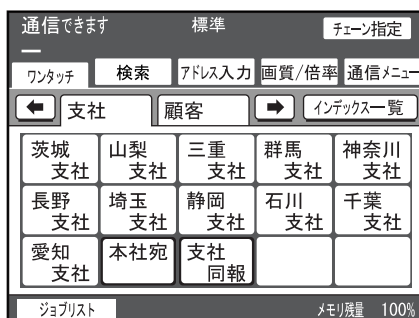 通信できます 標準 チェーン指定
ワンタッチ 検索 アドレス入力 画質/倍率 通信メニュー
支社 顧客 インデックス一覧
茨城 山梨 三重 群馬 神奈川
支社 支社 支社 支社 支社
長野 埼玉 静岡 石川 千葉
支社 支社 支社 支社 支社
愛知 本社宛 支社
支社 同報
ジョブリスト メモリ残量 100%